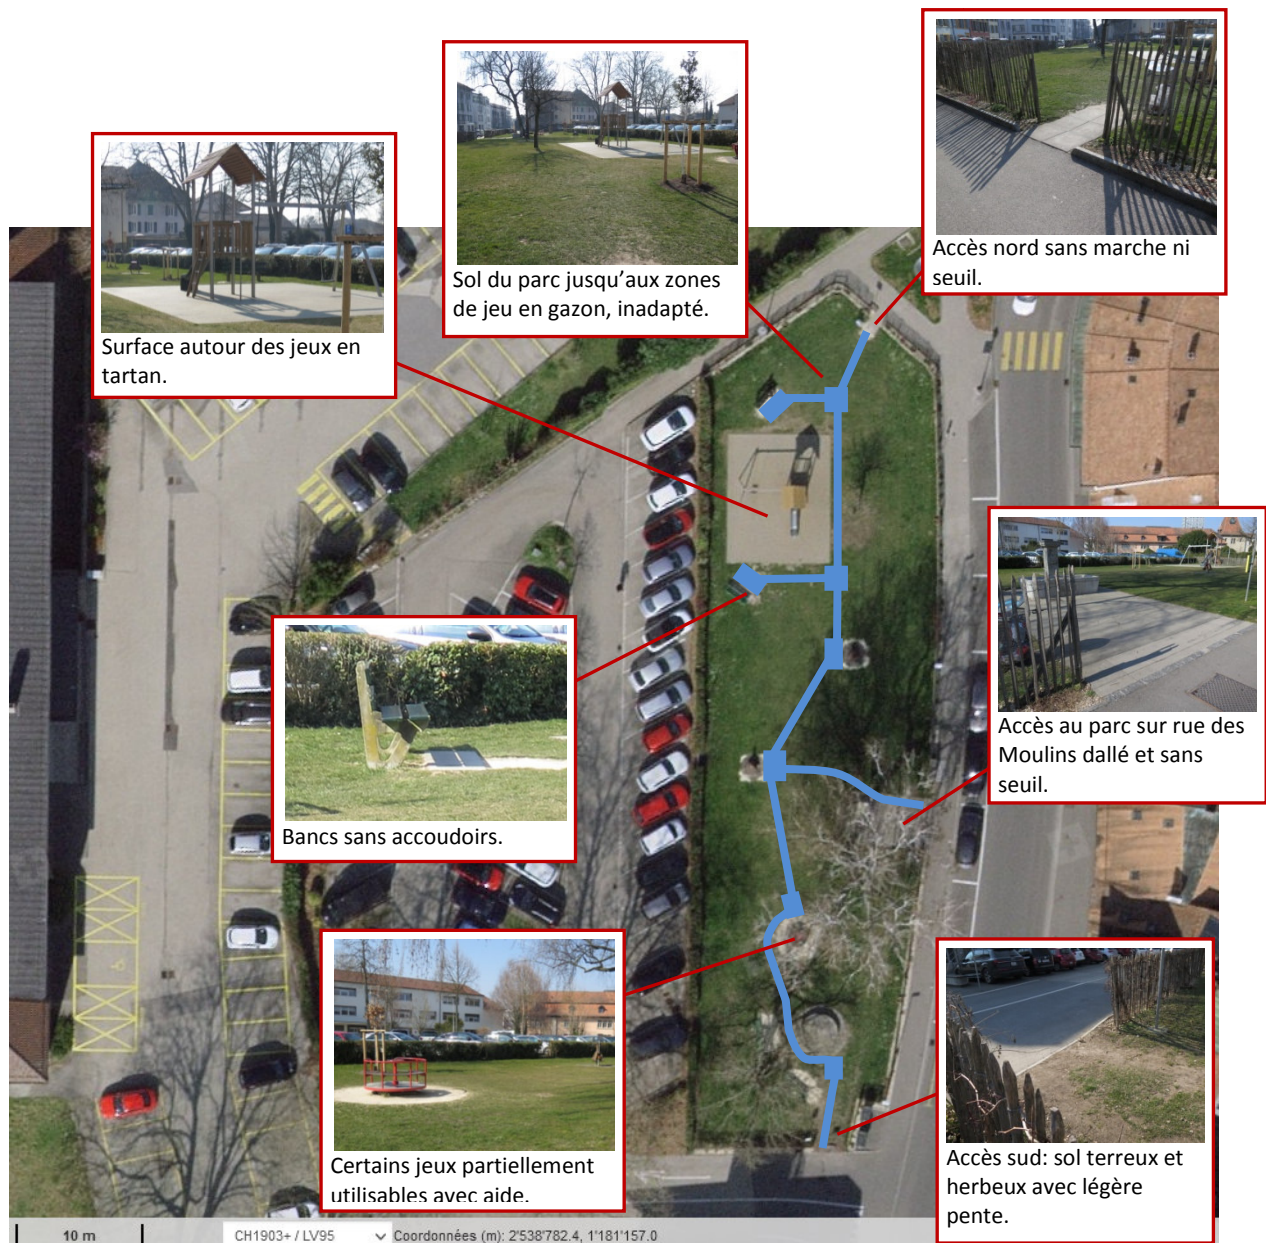 Accès nord sans marche ni
seuil.
Sol du parc jusqu’aux zones
de jeu en gazon, inadapté.
Surface autour des jeux en
tartan.
Accès au parc sur rue des
Moulins dallé et sans
seuil.
Bancs sans accoudoirs.
Certains jeux partiellement
utilisables avec aide.
Accès sud: sol terreux et
herbeux avec légère
pente.
10 m CH1903+ / LV95 Coordonnées (m): 2'538'782.4, 1'181'157.0